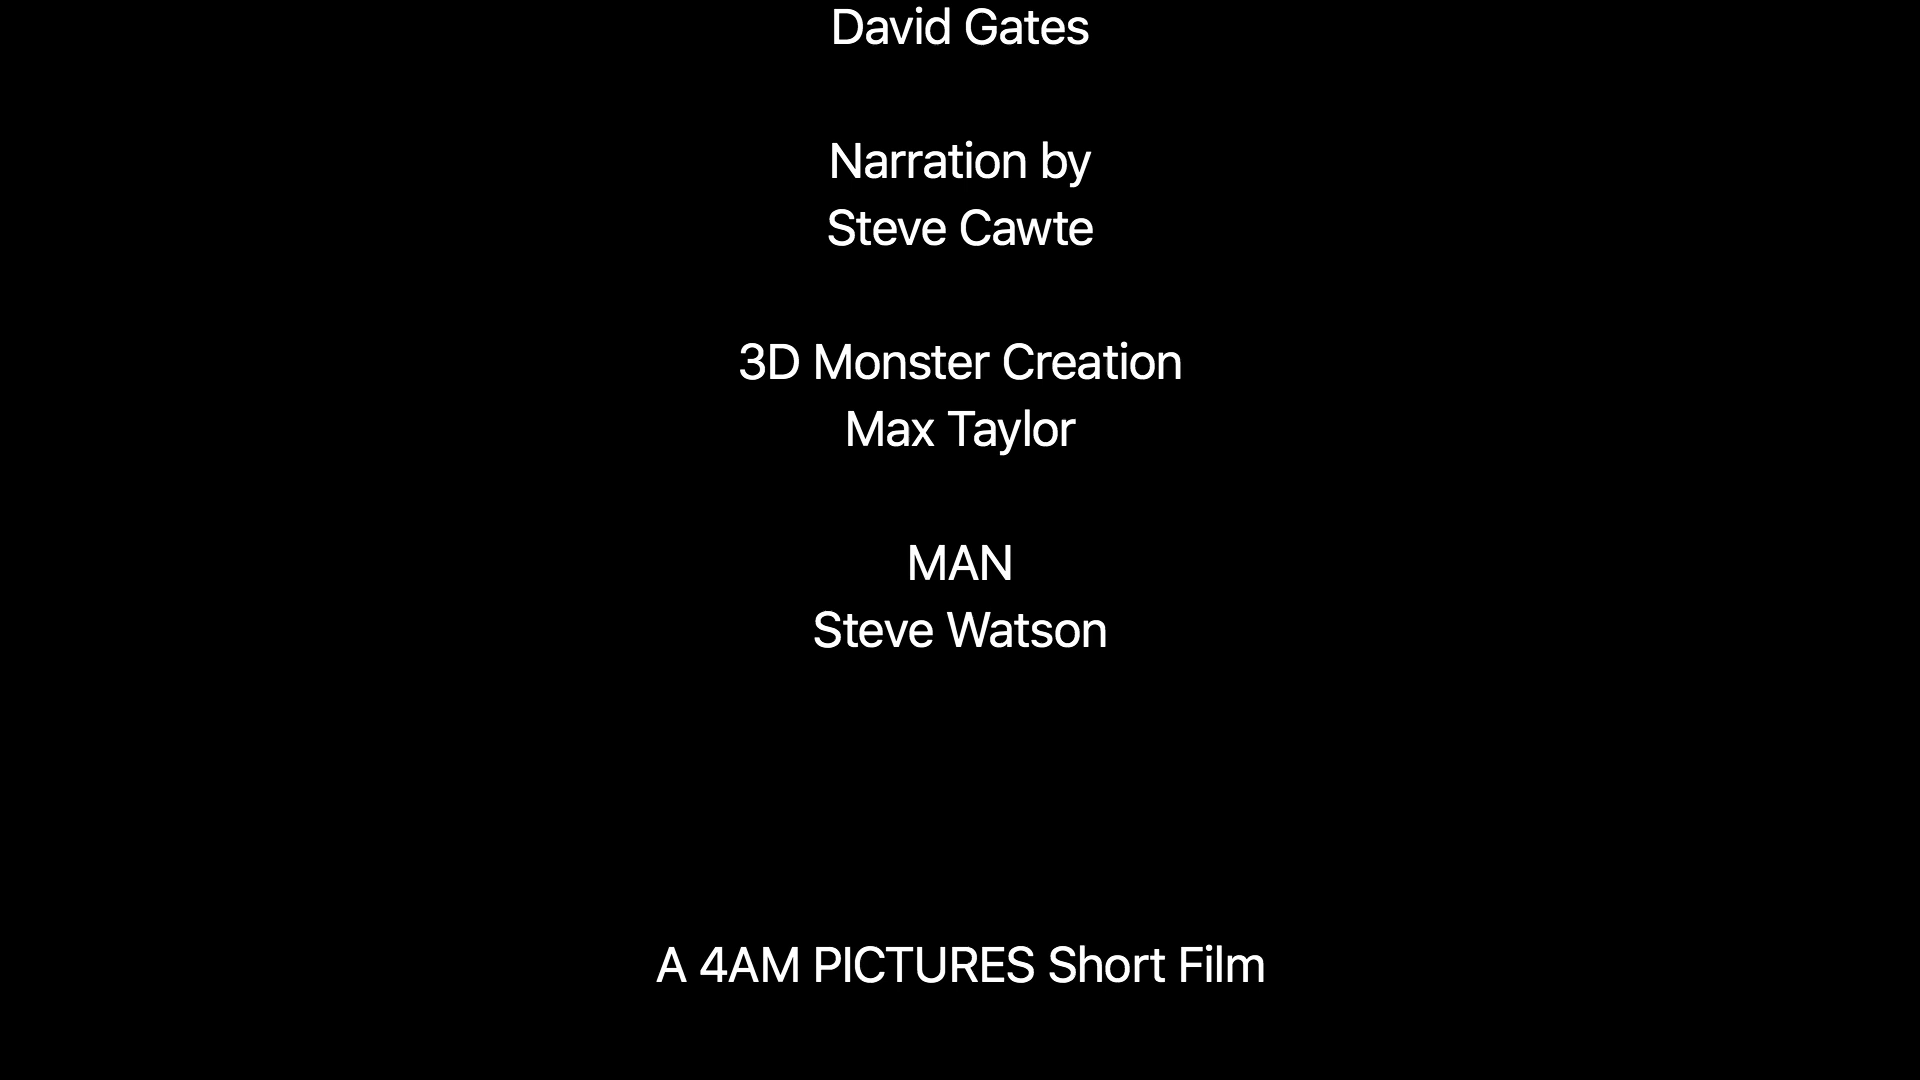 David Gates
Narration by
Steve Cawte
3D Monster Creation
Max Taylor
MAN
Steve Watson
A 4AM PICTURES Short Film